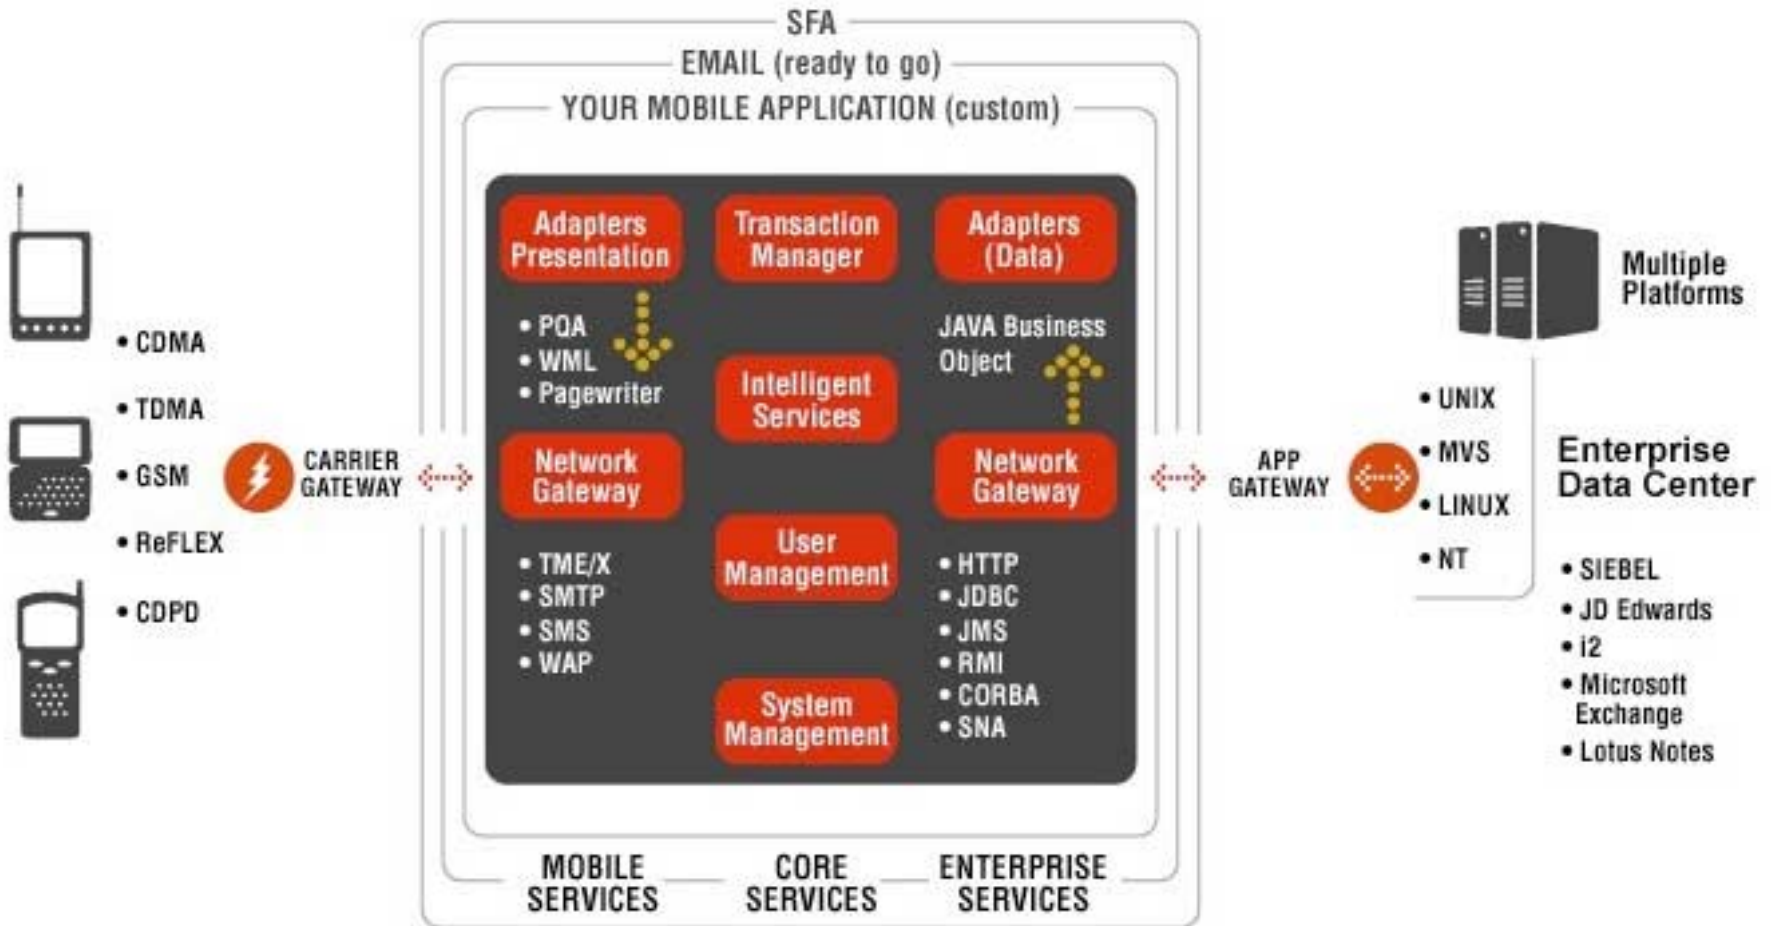 SFA
EMAIL (ready to go)
YOUR MOBILE APPLICATION (custom)
• CDMA
• TDMA
• GSM
• ReFLEX
• CDPD
CARRIER
GATEWAY
Adapters
Presentation
• PQA
• WML
• Pagewriter
Network
Gateway
• TME/X
• SMTP
• SMS
• WAP
Transaction
Manager
Intelligent
Services
User
Management
System
Management
Adapters
(Data)
JAVA Business
Object
Network
Gateway
• HTTP
• JDBC
• JMS
• RMI
• CORBA
• SNA
MOBILE
SERVICES
CORE
SERVICES
ENTERPRISE
SERVICES
APP
GATEWAY
Multiple
Platforms
• UNIX
• MVS
• LINUX
• NT
Enterprise
Data Center
• SIEBEL
• JD Edwards
• i2
• Microsoft
Exchange
• Lotus Notes